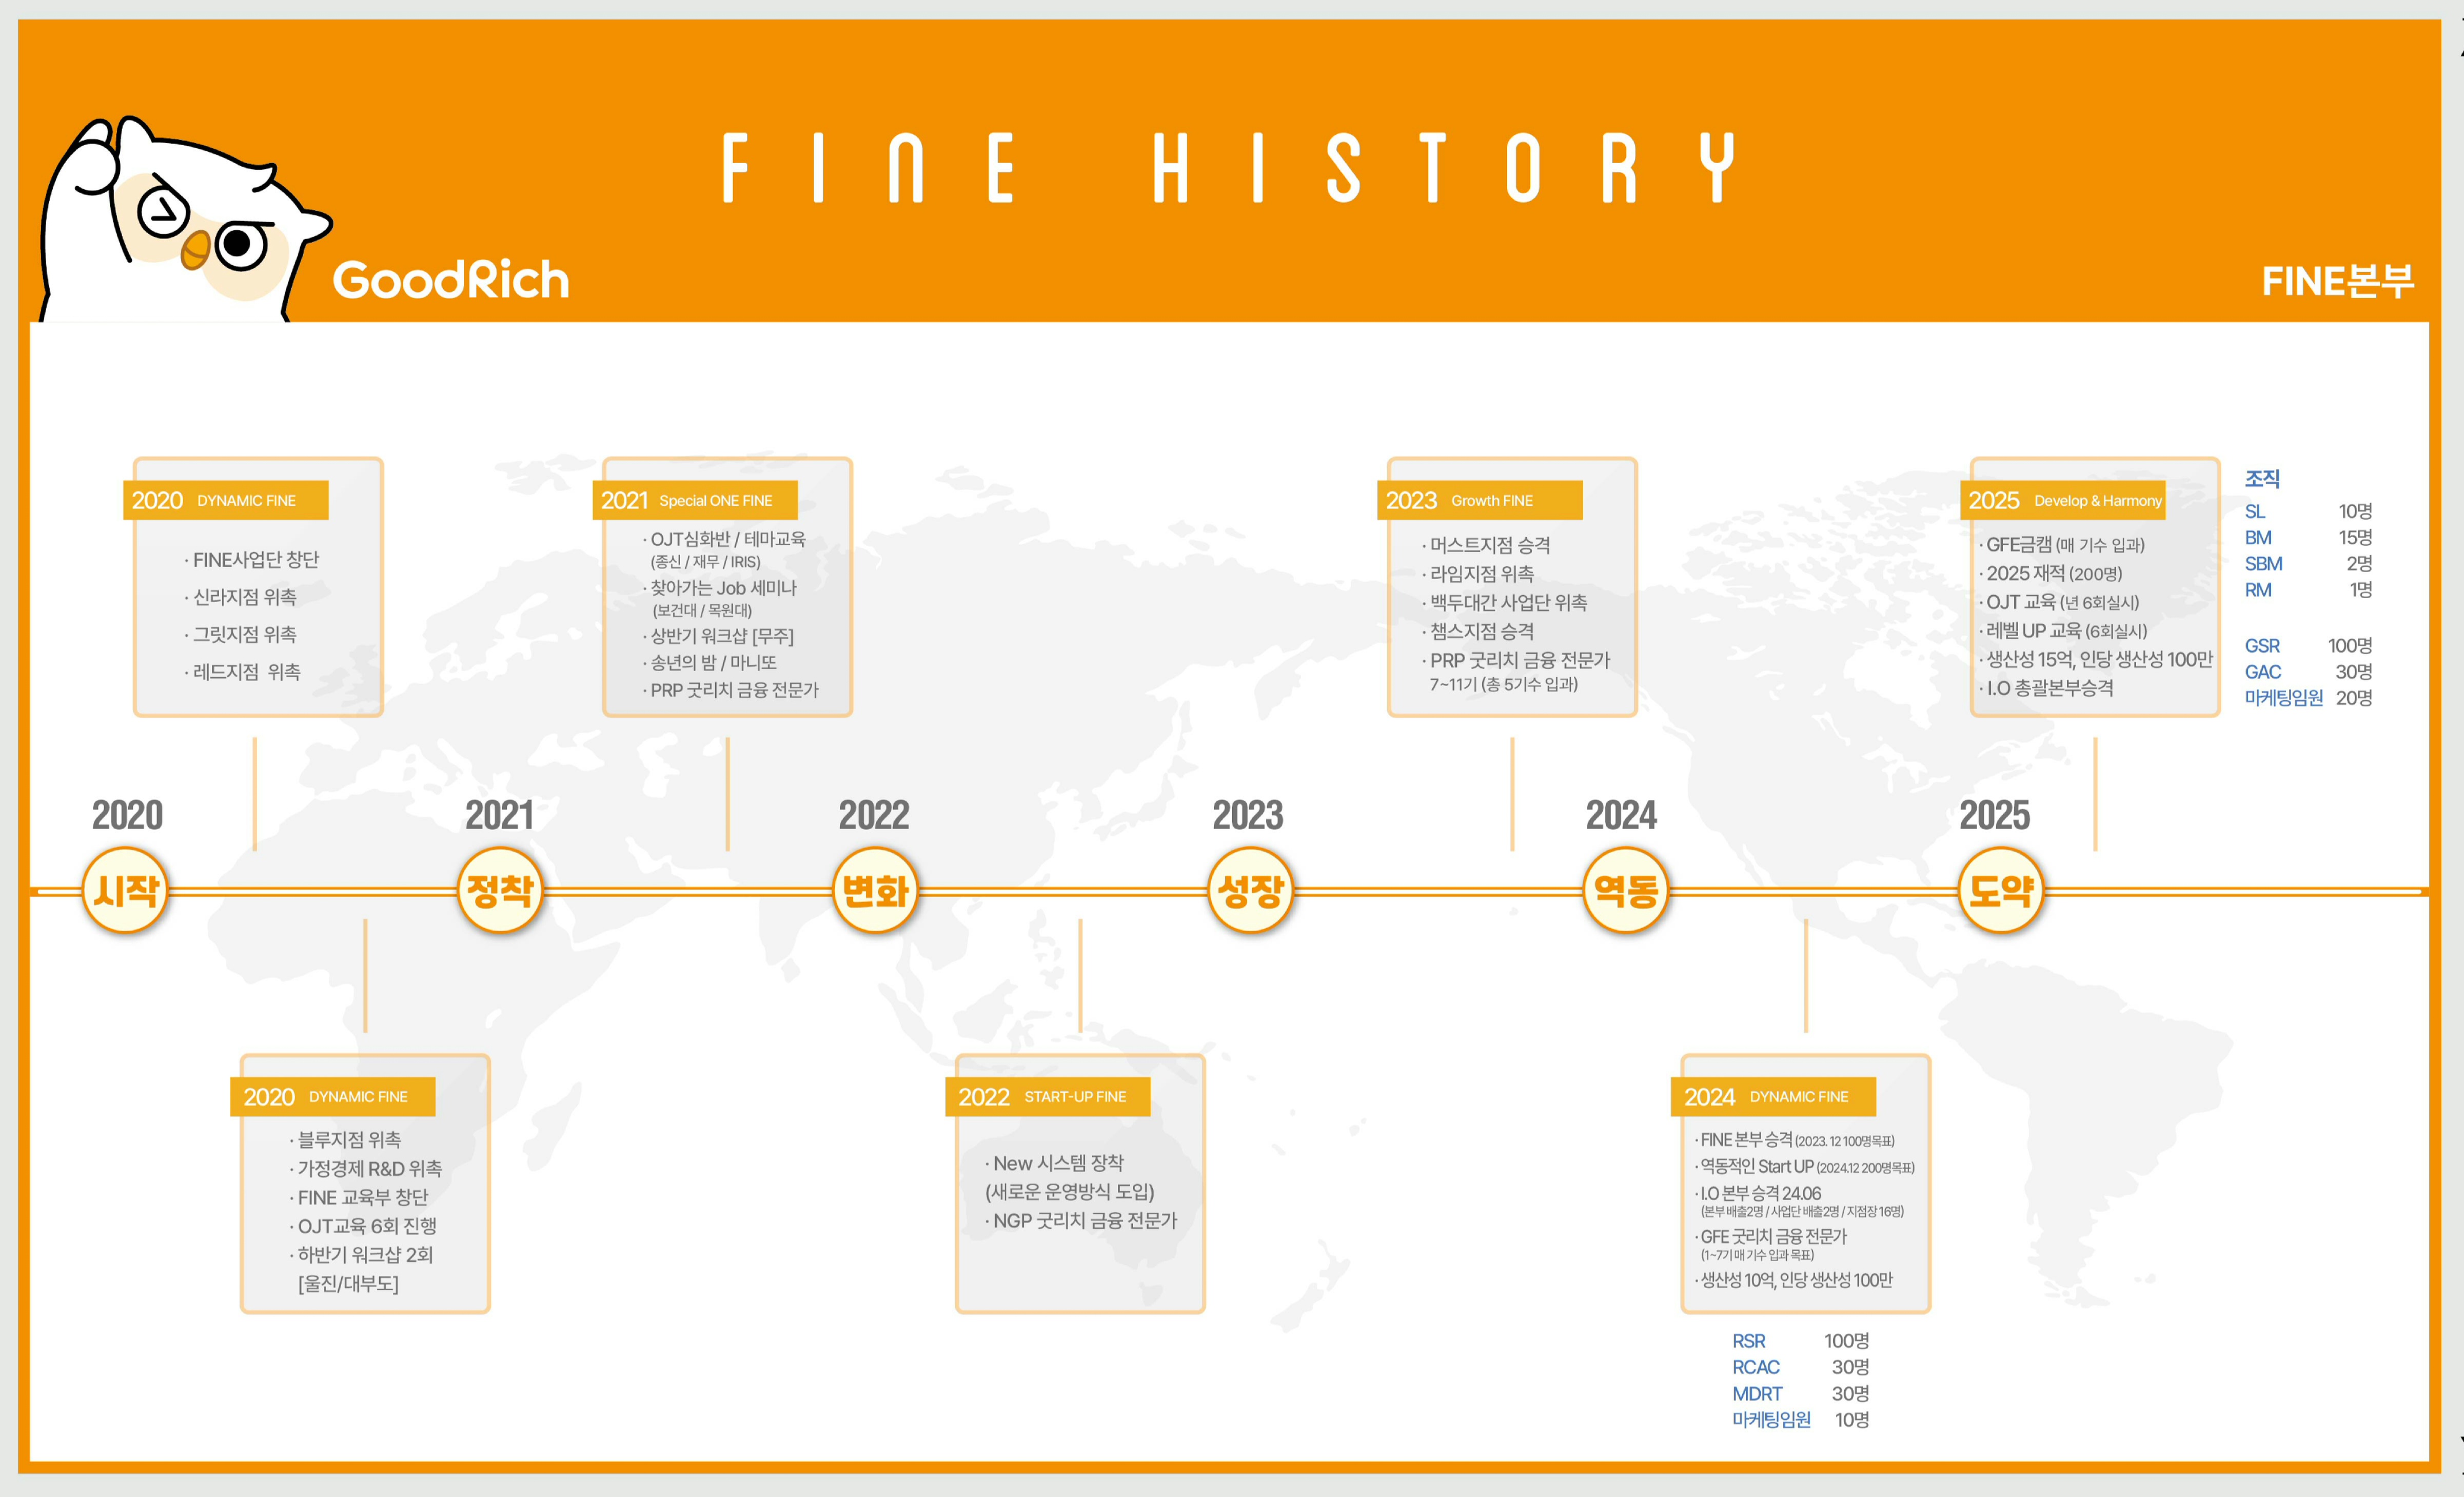 FINE HISTORY
GoodRich
FINE본부
2020 DYNAMIC FINE
· FINE사업단 창단
· 신라지점 위촉
· 그릿지점 위촉
· 레드지점 위촉
2021 Special ONE FINE
· OJT심화반 / 테마교육
(종신 / 재무 / IRIS)
· 찾아가는 Job 세미나
(보건대 / 목원대)
· 상반기 워크샵 [무주]
· 송년의 밤 / 마니또
· PRP 굿리치 금융 전문가
2023 Growth FINE
· 머스트지점 승격
· 라임지점 위촉
· 백두대간 사업단 위촉
· 챔스지점 승격
· PRP 굿리치 금융 전문가
7~11기 (총 5기수 입과)
2025 Develop & Harmony
· GFE금캠 (매 기수 입과)
· 2025 재적 (200명)
· OJT 교육 (년 6회실시)
· 레벨 UP 교육 (6회실시)
· 생산성 15억, 인당 생산성 100만
· I.O 총괄본부승격
조직
SL 10명
BM 15명
SBM 2명
RM 1명
GSR 100명
GAC 30명
마케팅임원 20명
2020
2021
2022
2023
2024
2025
시작
정착
변화
성장
역동
도약
2020 DYNAMIC FINE
· 블루지점 위촉
· 가정경제 R&D 위촉
· FINE 교육부 창단
· OJT교육 6회 진행
· 하반기 워크샵 2회
[울진/대부도]
2022 START-UP FINE
· New 시스템 장착
(새로운 운영방식 도입)
· NGP 굿리치 금융 전문가
2024 DYNAMIC FINE
· FINE 본부 승격 (2023. 12 100명목표)
· 역동적인 Start UP (2024.12 200명목표)
· I.O 본부 승격 24.06
(본부 배출2명 / 사업단 배출2명 / 지점장 16명)
· GFE 굿리치 금융 전문가
(1~7기 매 기수 입과 목표)
· 생산성 10억, 인당 생산성 100만
RSR 100명
RCAC 30명
MDRT 30명
마케팅임원 10명